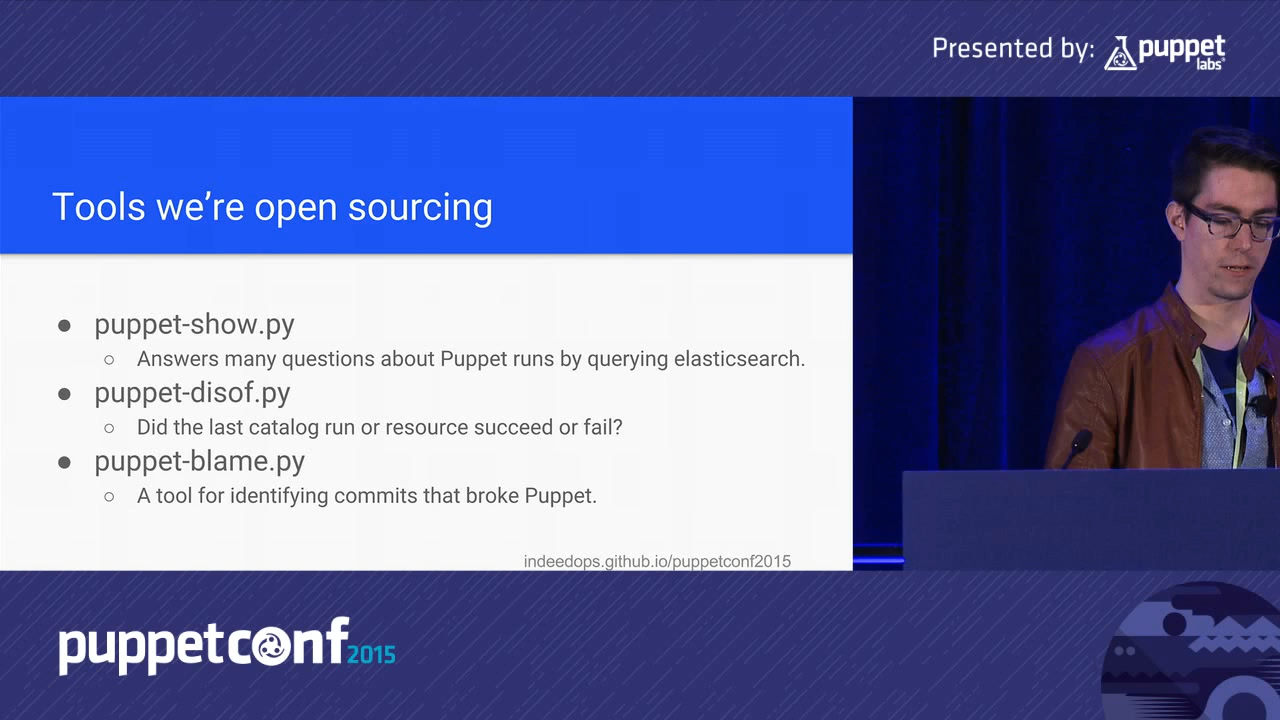 Presented by: puppet labs
Tools we're open sourcing
● puppet-show.py
○ Answers many questions about Puppet runs by querying elasticsearch.
● puppet-disof.py
○ Did the last catalog run or resource succeed or fail?
● puppet-blame.py
○ A tool for identifying commits that broke Puppet.
indeedops.github.io/puppetconf2015
puppetconf 2015